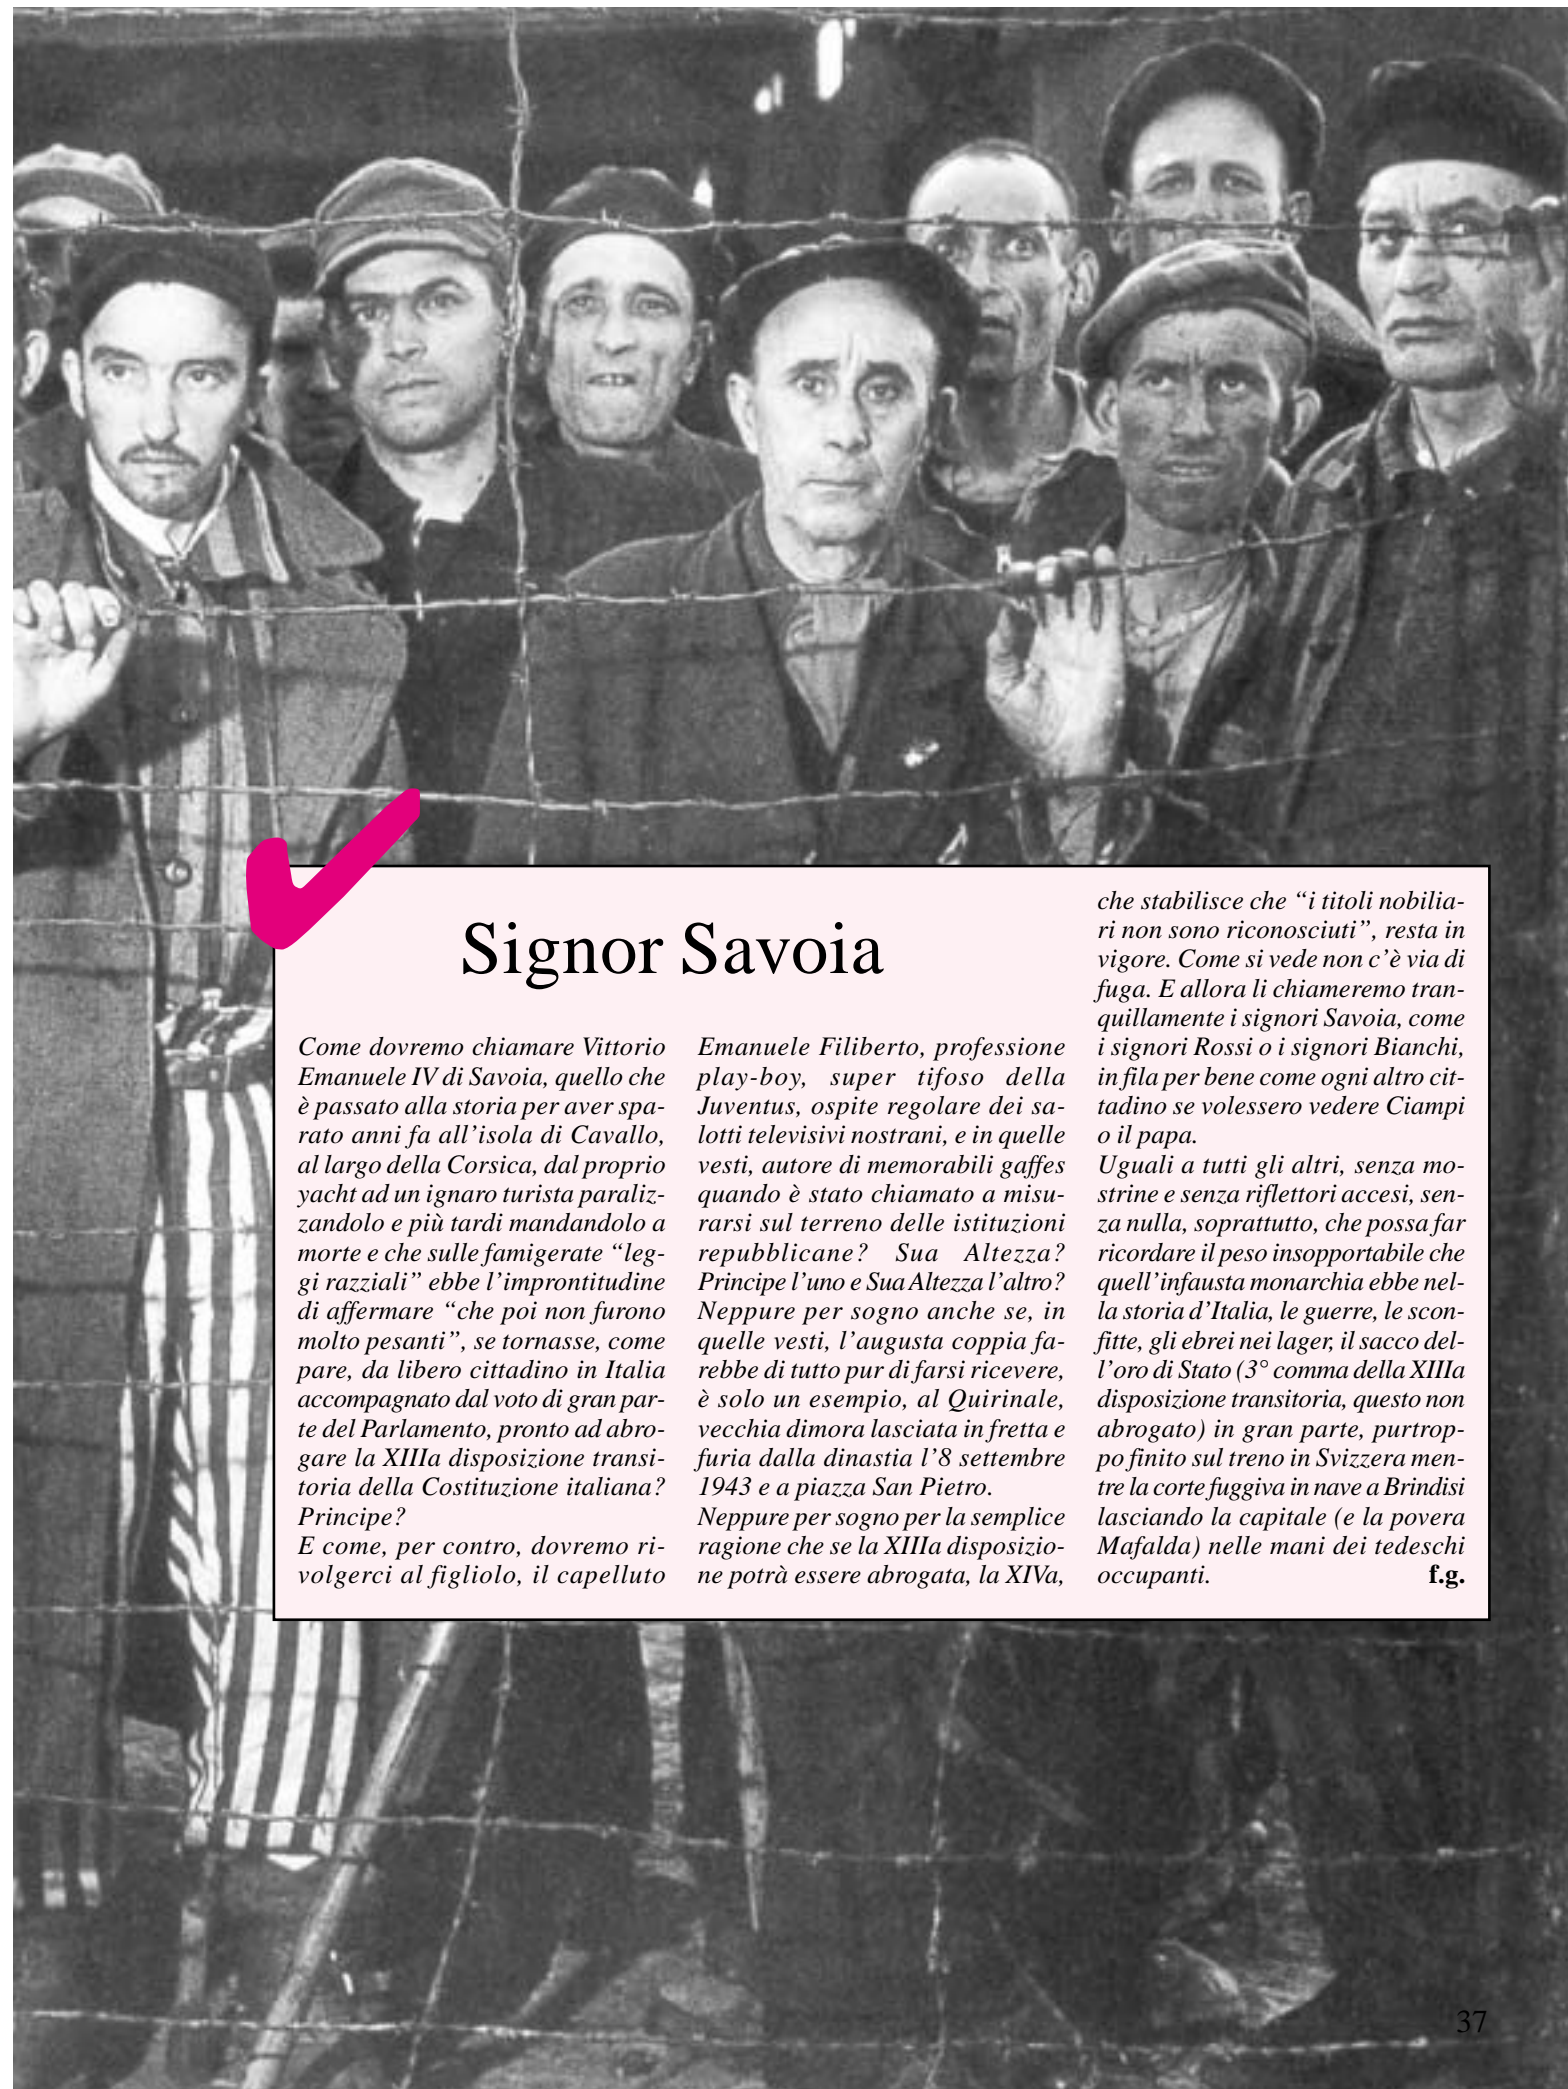 Signor Savoia
Come dovremo chiamare Vittorio
Emanuele IV di Savoia, quello che
è passato alla storia per aver spa-
rato anni fa all'isola di Cavallo,
al largo della Corsica, dal proprio
yacht ad un ignaro turista paraliz-
zandolo e più tardi mandandolo a
morte e che sulle famigerate “leg-
gi razziali” ebbe l'improntitudine
di affermare “che poi non furono
molto pesanti”, se tornasse, come
pare, da libero cittadino in Italia
accompagnato dal voto di gran par-
te del Parlamento, pronto ad abro-
gare la XIIIa disposizione transi-
toria della Costituzione italiana?
Principe?
E come, per contro, dovremo ri-
volgerci al figliolo, il capelluto
Emanuele Filiberto, professione
play-boy, super tifoso della
Juventus, ospite regolare dei sa-
lotti televisivi nostrani, e in quelle
vesti, autore di memorabili gaffes
quando è stato chiamato a misu-
rarsi sul terreno delle istituzioni
repubblicane? Sua Altezza?
Principe l'uno e Sua Altezza l'altro?
Neppure per sogno anche se, in
quelle vesti, l'augusta coppia fa-
rebbe di tutto pur di farsi ricevere,
è solo un esempio, al Quirinale,
vecchia dimora lasciata in fretta e
furia dalla dinastia l'8 settembre
1943 e a piazza San Pietro.
Neppure per sogno per la semplice
ragione che se la XIIIa disposizio-
ne potrà essere abrogata, la XIVa,
che stabilisce che “i titoli nobilia-
ri non sono riconosciuti”, resta in
vigore. Come si vede non c'è via di
fuga. E allora li chiameremo tran-
quillamente i signori Savoia, come
i signori Rossi o i signori Bianchi,
in fila per bene come ogni altro cit-
tadino se volessero vedere Ciampi
o il papa.
Uguali a tutti gli altri, senza mo-
strine e senza riflettori accesi, sen-
za nulla, soprattutto, che possa far
ricordare il peso insopportabile che
quell'infausta monarchia ebbe nel-
la storia d'Italia, le guerre, le scon-
fitte, gli ebrei nei lager, il sacco del-
l'oro di Stato (3° comma della XIIIa
disposizione transitoria, questo non
abrogato) in gran parte, purtrop-
po finito sul treno in Svizzera men-
tre la corte fuggiva in nave a Brindisi
lasciando la capitale (e la povera
Mafalda) nelle mani dei tedeschi
occupanti. f.g.
37